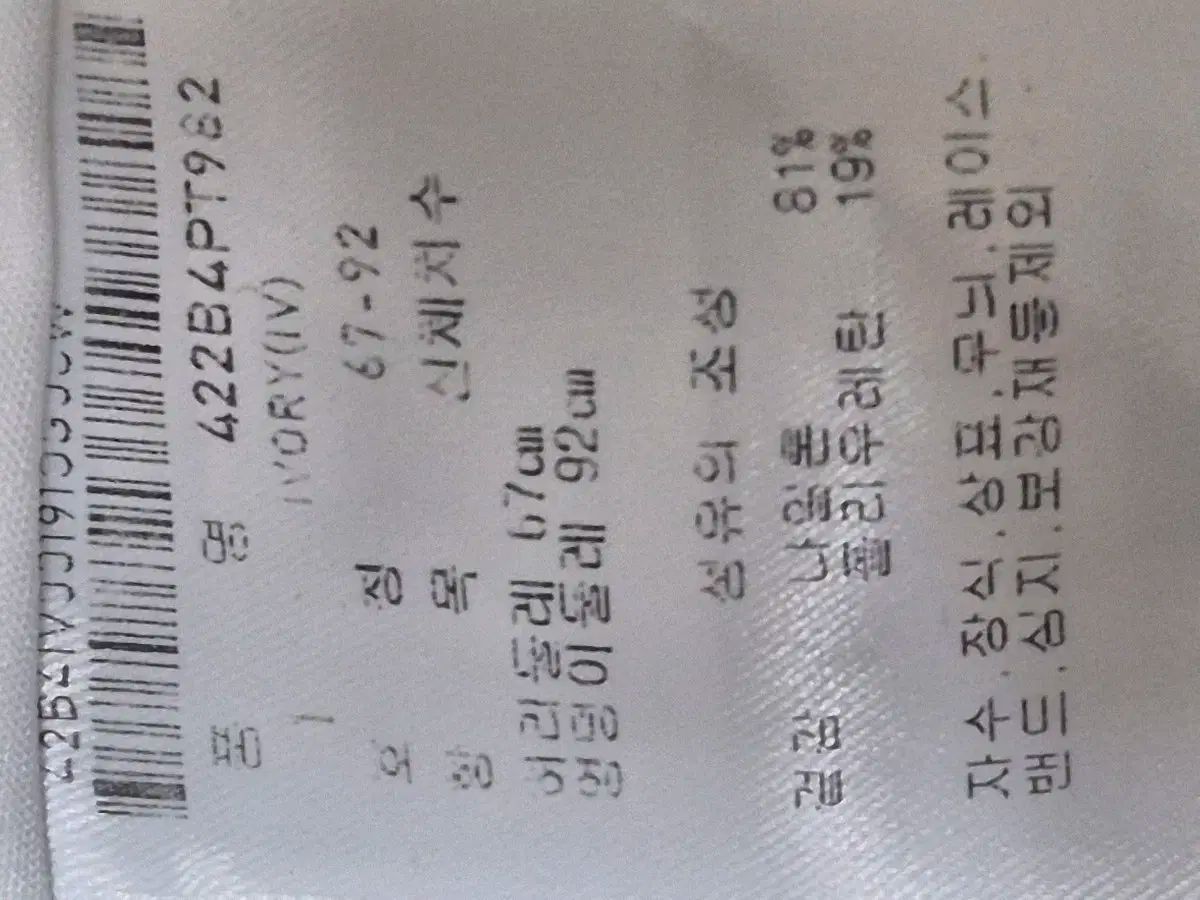 품 명 422B4PT982
IVORY(IV)
호 칭 67-92
항 목 신체치수
허리둘레 67cm
엉덩이둘레 92cm
섬유의 조성
겉감 나일론 81%
폴리우레탄 19%
자수.장식.상표.무늬.레이스.
밴드.심지.보강재등제외